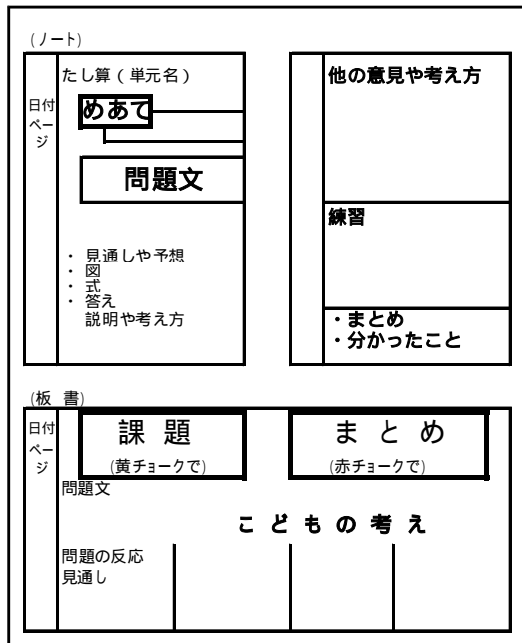 (ノート)
たし算(単元名)
日付
ペー
ジ
めあて
問題文
・ 見通しや予想
・ 図
・ 式
・ 答え
説明や考え方
他の意見や考え方
練習
・まとめ
・分かったこと
(板 書)
日付
ペー
ジ
課 題
(黄チョークで)
ま と め
(赤チョークで)
問題文
こ ど も の 考 え
問題の反応
見通し